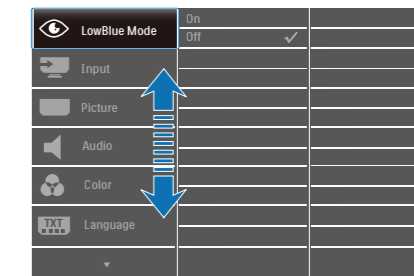 LowBlue Mode
On
Off
Input
Picture
Audio
Color
TXT
Language